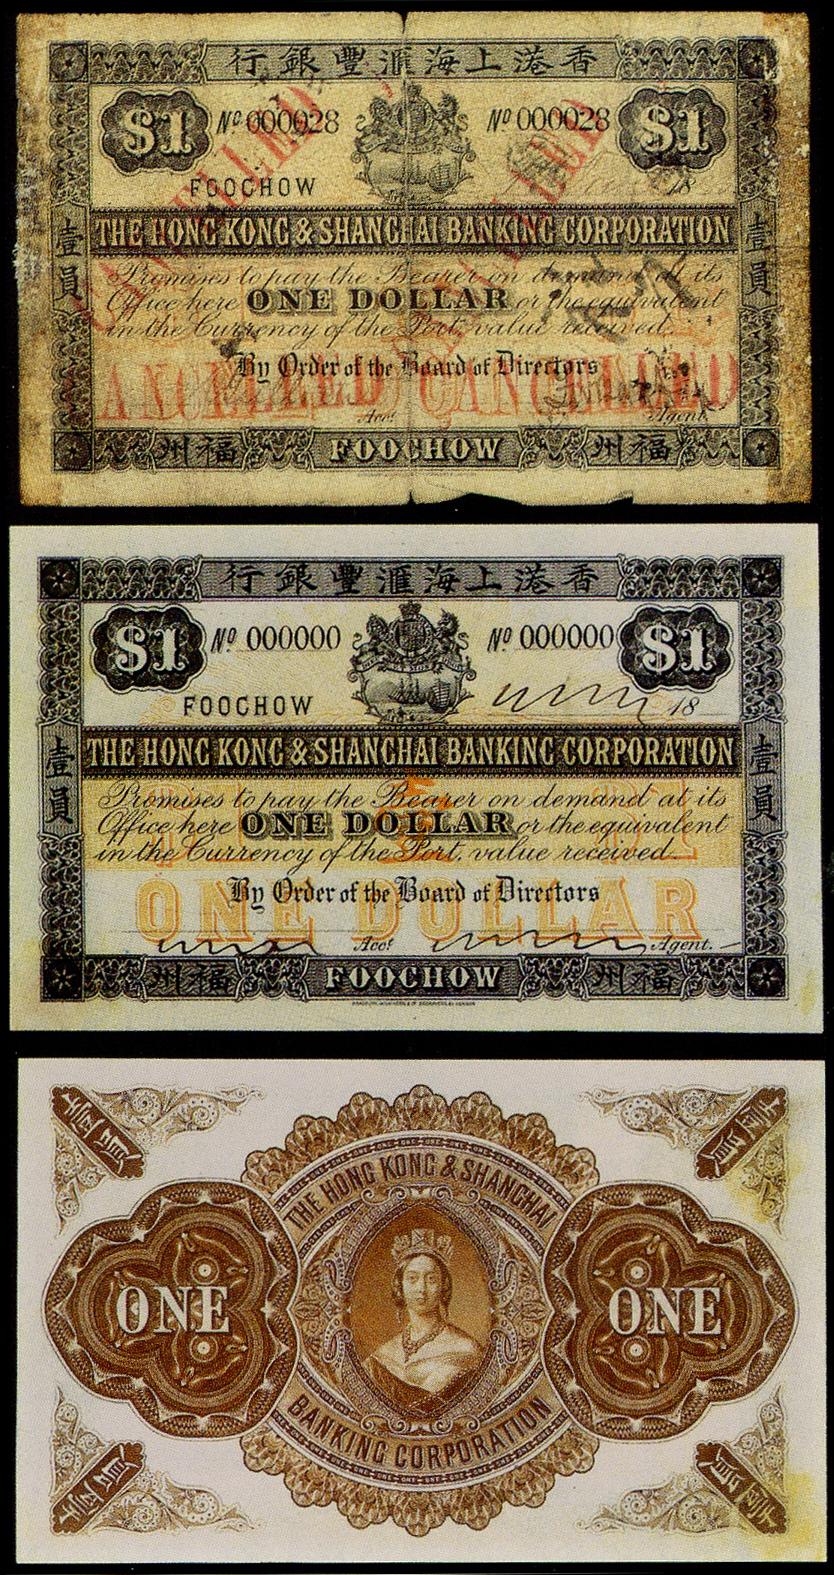 行銀豐滙海上港香
$1 Nº 000028 Nº 000028 $1
FOOCHOW 18
THE HONG KONG & SHANGHAI BANKING CORPORATION
壹員 壹員
Promises to pay the Bearer on demand at its
Office here ONE DOLLAR or the equivalent
in the Currency of the Port, value received.
By Order of the Board of Directors
CANCELLED CANCELLED
CANCELLED CANCELLED
Acct. Agent.
州福 FOOCHOW 州福
行銀豐滙海上港香
$1 Nº 000000 Nº 000000 $1
FOOCHOW 18
THE HONG KONG & SHANGHAI BANKING CORPORATION
壹員 壹員
Promises to pay the Bearer on demand at its
Office here ONE DOLLAR or the equivalent
in the Currency of the Port, value received.
By Order of the Board of Directors
ONE DOLLAR
Acct. Agent.
州福 FOOCHOW 州福
THE HONG KONG & SHANGHAI
ONE ONE
BANKING CORPORATION